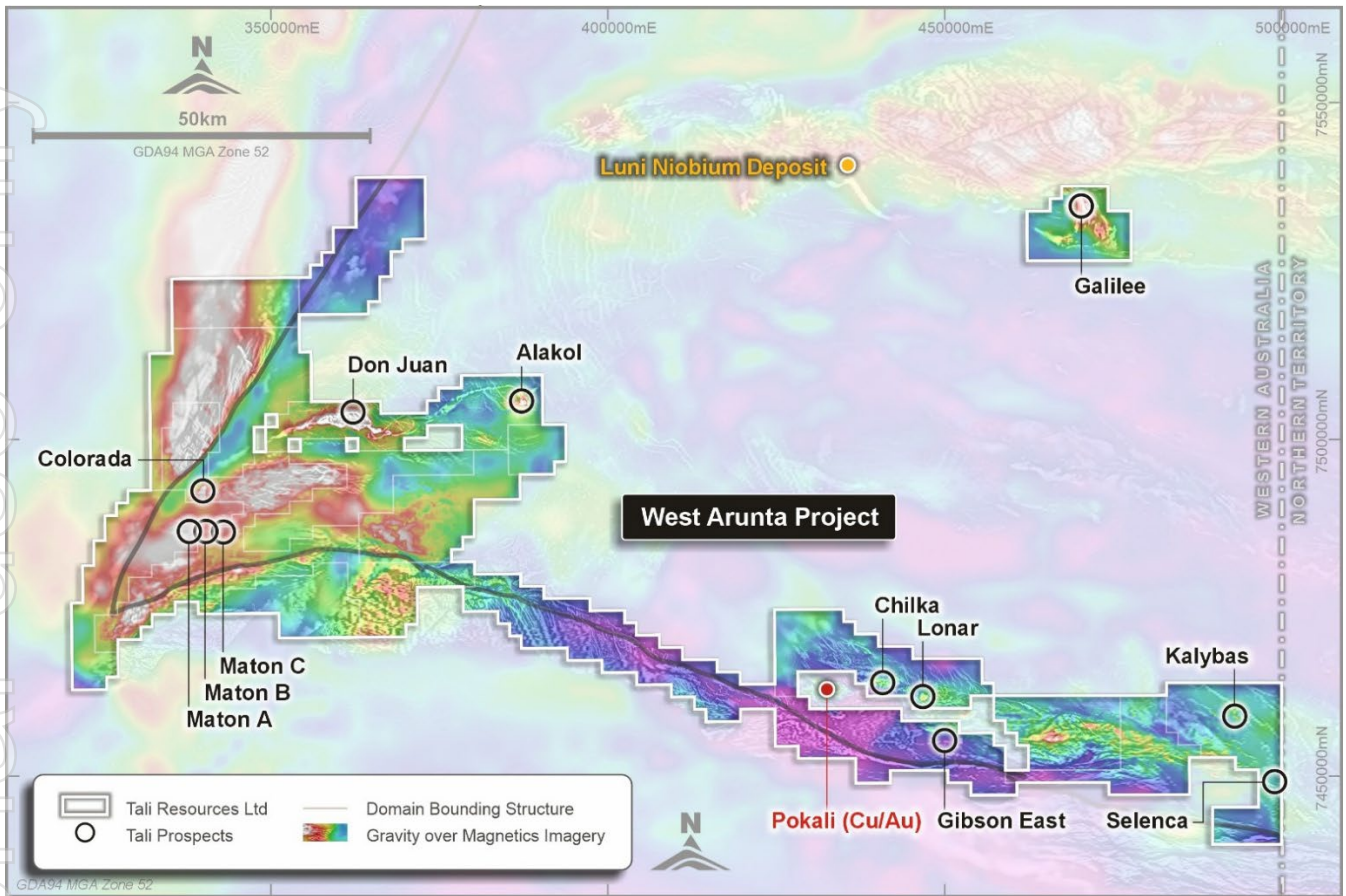 350000mE
400000mE
450000mE
500000mE
N
50km
GDA94 MGA Zone 52
7550000mN
Luni Niobium Deposit
Galilee
WESTERN AUSTRALIA
NORTHERN TERRITORY
Don Juan
Alakol
7500000mN
Colorada
West Arunta Project
Chilka
Lonar
Maton C
Maton B
Maton A
Kalybas
7450000mN
Pokali (Cu/Au)
Gibson East
Selenca
N
Tali Resources Ltd
Domain Bounding Structure
Tali Prospects
Gravity over Magnetics Imagery
GDA94 MGA Zone 52